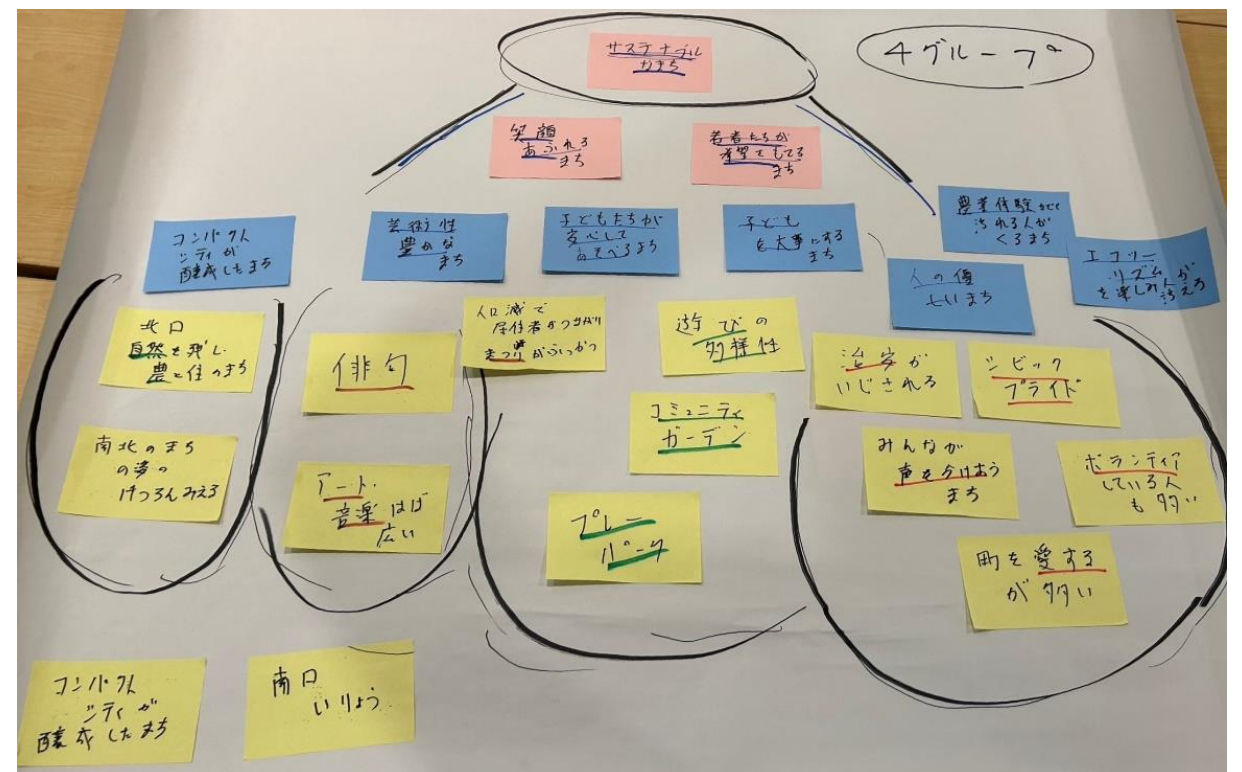 サステナブル
なまち
4グループ
笑顔
あふれる
まち
若者たちが
希望をもてる
まち
コンパクト
シティが
醸成したまち
芸術性
豊かな
まち
子どもたちが
安心して
あそべるまち
子ども
を大事にする
まち
農業体験などで
訪れる人が
くるまち
人の優
しいまち
エコツー
リズム
を楽しみ人が
訪える
北口
自然を残し
農と住のまち
南北のまち
の姿の
けつろんみえる
俳句
アート・
音楽はば
広い
人口減で
居住者がつながり
まつりがふっかつ
遊びの
多様性
コミュニティ
ガーデン
プレー
パーク
治安が
いじされる
シビック
プライド
みんなが
声を分けあう
まち
ボランティア
している人
も多い
町を愛する
が多い
コンパクト
シティが
醸成したまち
南口
いりょう